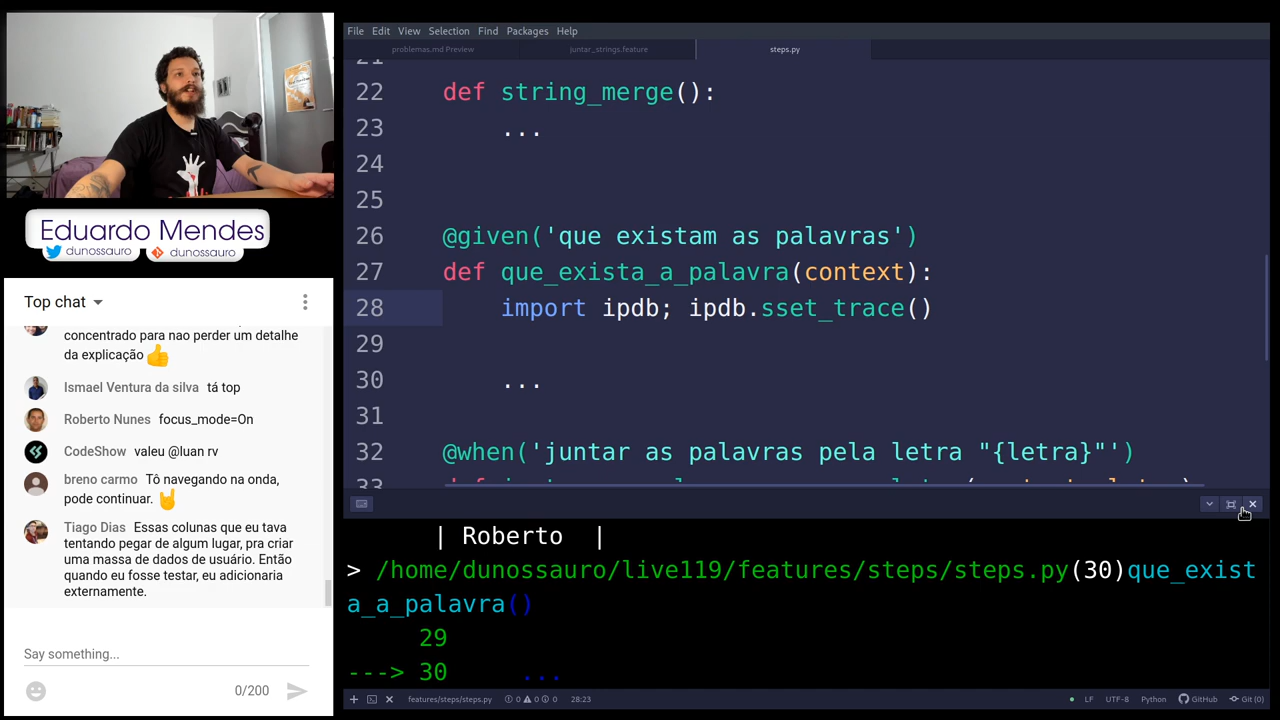 Eduardo Mendes
dunossauro
dunossauro
Top chat
concentrado para nao perder um detalhe
da explicação
Ismael Ventura da silva tá top
Roberto Nunes focus_mode=On
CodeShow valeu @luan rv
breno carmo Tô navegando na onda,
pode continuar.
Tiago Dias Essas colunas que eu tava
tentando pegar de algum lugar, pra criar
uma massa de dados de usuário. Então
quando eu fosse testar, eu adicionaria
externamente.
Say something...
0/200
File Edit View Selection Find Packages Help
problemas.md Preview juntar_strings.feature steps.py
21
22 def string_merge():
23 ...
24
25
26 @given('que existam as palavras')
27 def que_exista_a_palavra(context):
28 import ipdb; ipdb.sset_trace()
29
30 ...
31
32 @when('juntar as palavras pela letra "{letra}"')
33
| Roberto |
> /home/dunossauro/live119/features/steps/steps.py(30)que_exist
a_a_palavra()
29
---> 30 ...
features/steps/steps.py 0 0 0 28:23 LF UTF-8 Python GitHub Git (0)